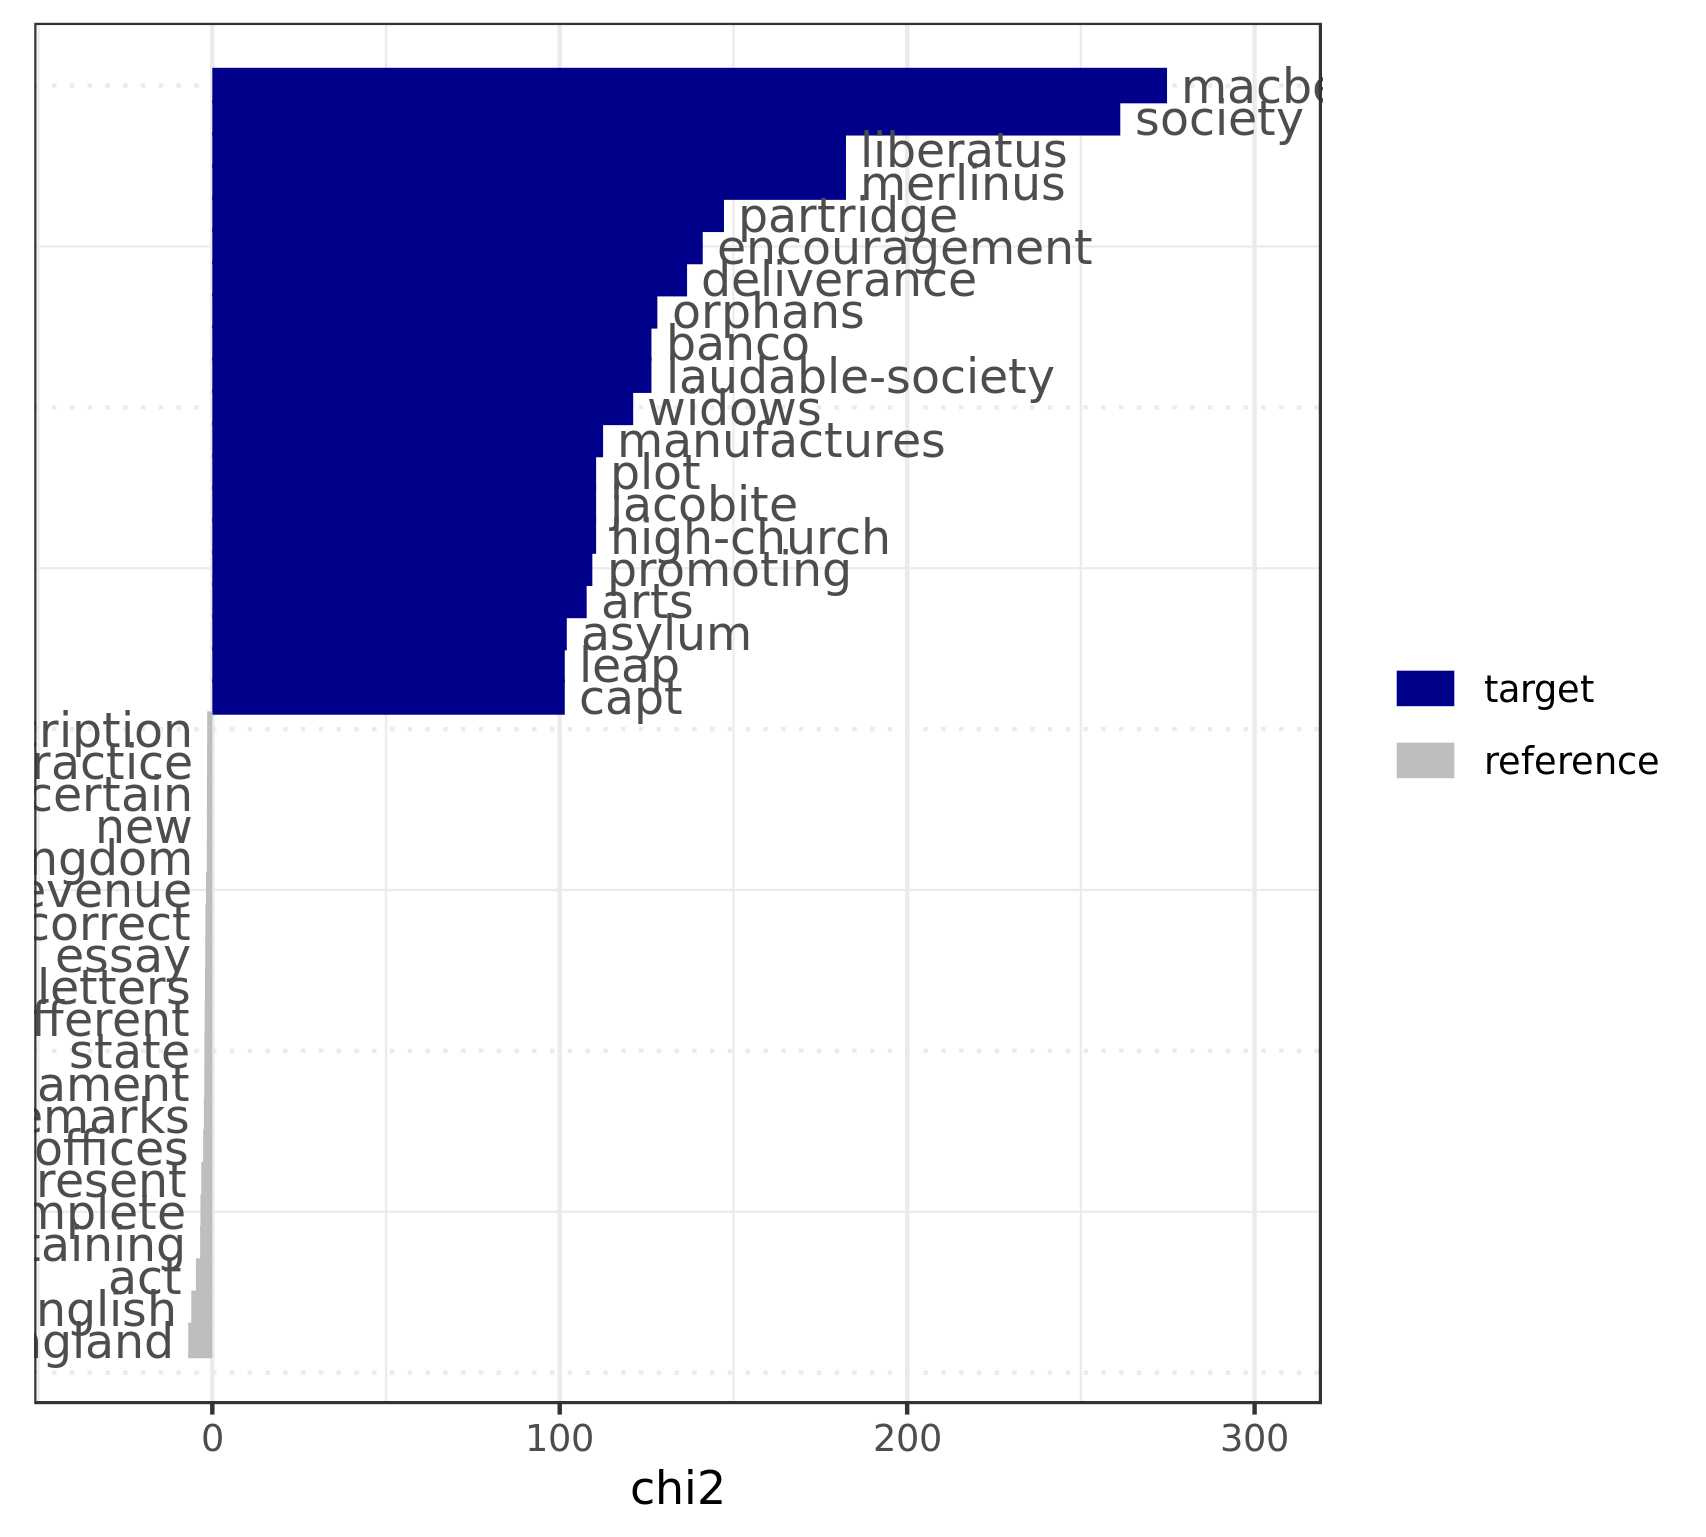 macbe
society
liberatus
merlinus
partridge
encouragement
deliverance
orphans
banco
laudable-society
widows
manufactures
plot
jacobite
high-church
promoting
arts
asylum
leap
capt
ription
ractice
certain
new
ngdom
evenue
correct
essay
letters
fferent
state
ament
emarks
offices
resent
mplete
taining
act
nglish
ngland
0 100 200 300
chi2
target
reference